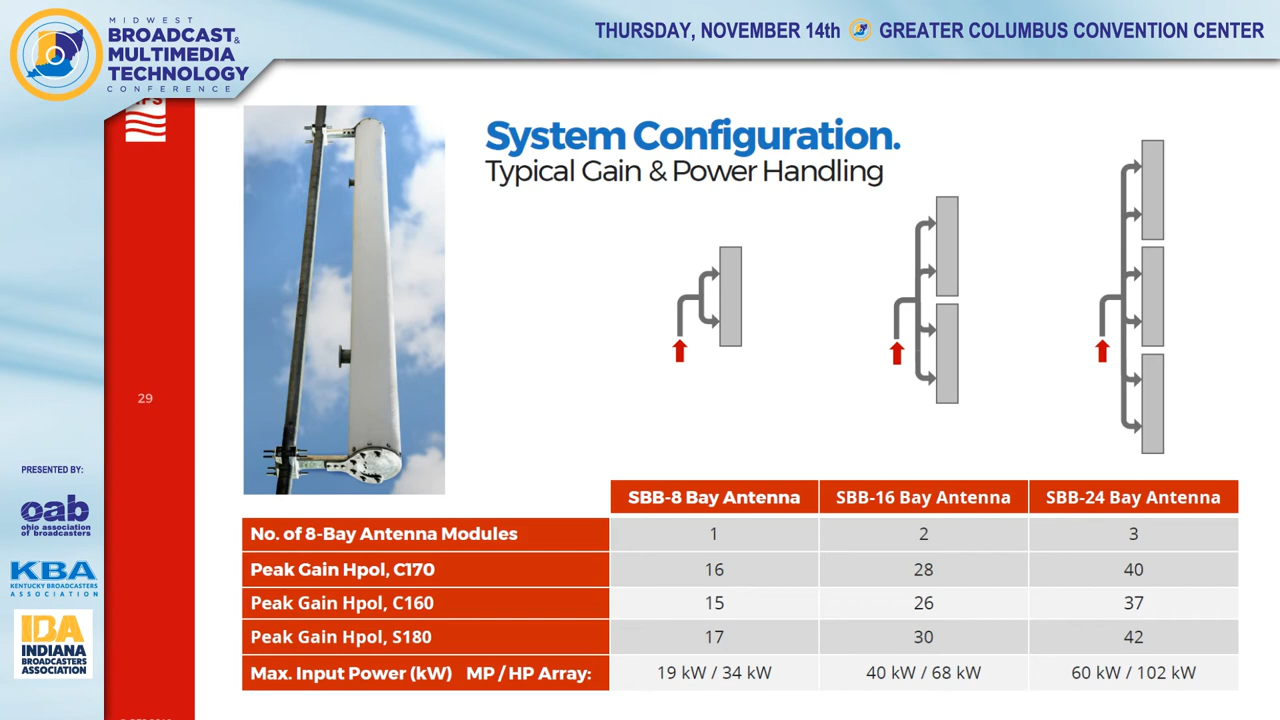 MIDWEST
BROADCAST &
MULTIMEDIA
TECHNOLOGY
CONFERENCE
THURSDAY, NOVEMBER 14th
GREATER COLUMBUS CONVENTION CENTER
System Configuration.
Typical Gain & Power Handling
29
PRESENTED BY:
oab
ohio association
of broadcasters
KBA
KENTUCKY BROADCASTERS
ASSOCIATION
IBA
INDIANA
BROADCASTERS
ASSOCIATION
SBB-8 Bay Antenna SBB-16 Bay Antenna SBB-24 Bay Antenna
No. of 8-Bay Antenna Modules 1 2 3
Peak Gain Hpol, C170 16 28 40
Peak Gain Hpol, C160 15 26 37
Peak Gain Hpol, S180 17 30 42
Max. Input Power (kW) MP / HP Array: 19 kW / 34 kW 40 kW / 68 kW 60 kW / 102 kW